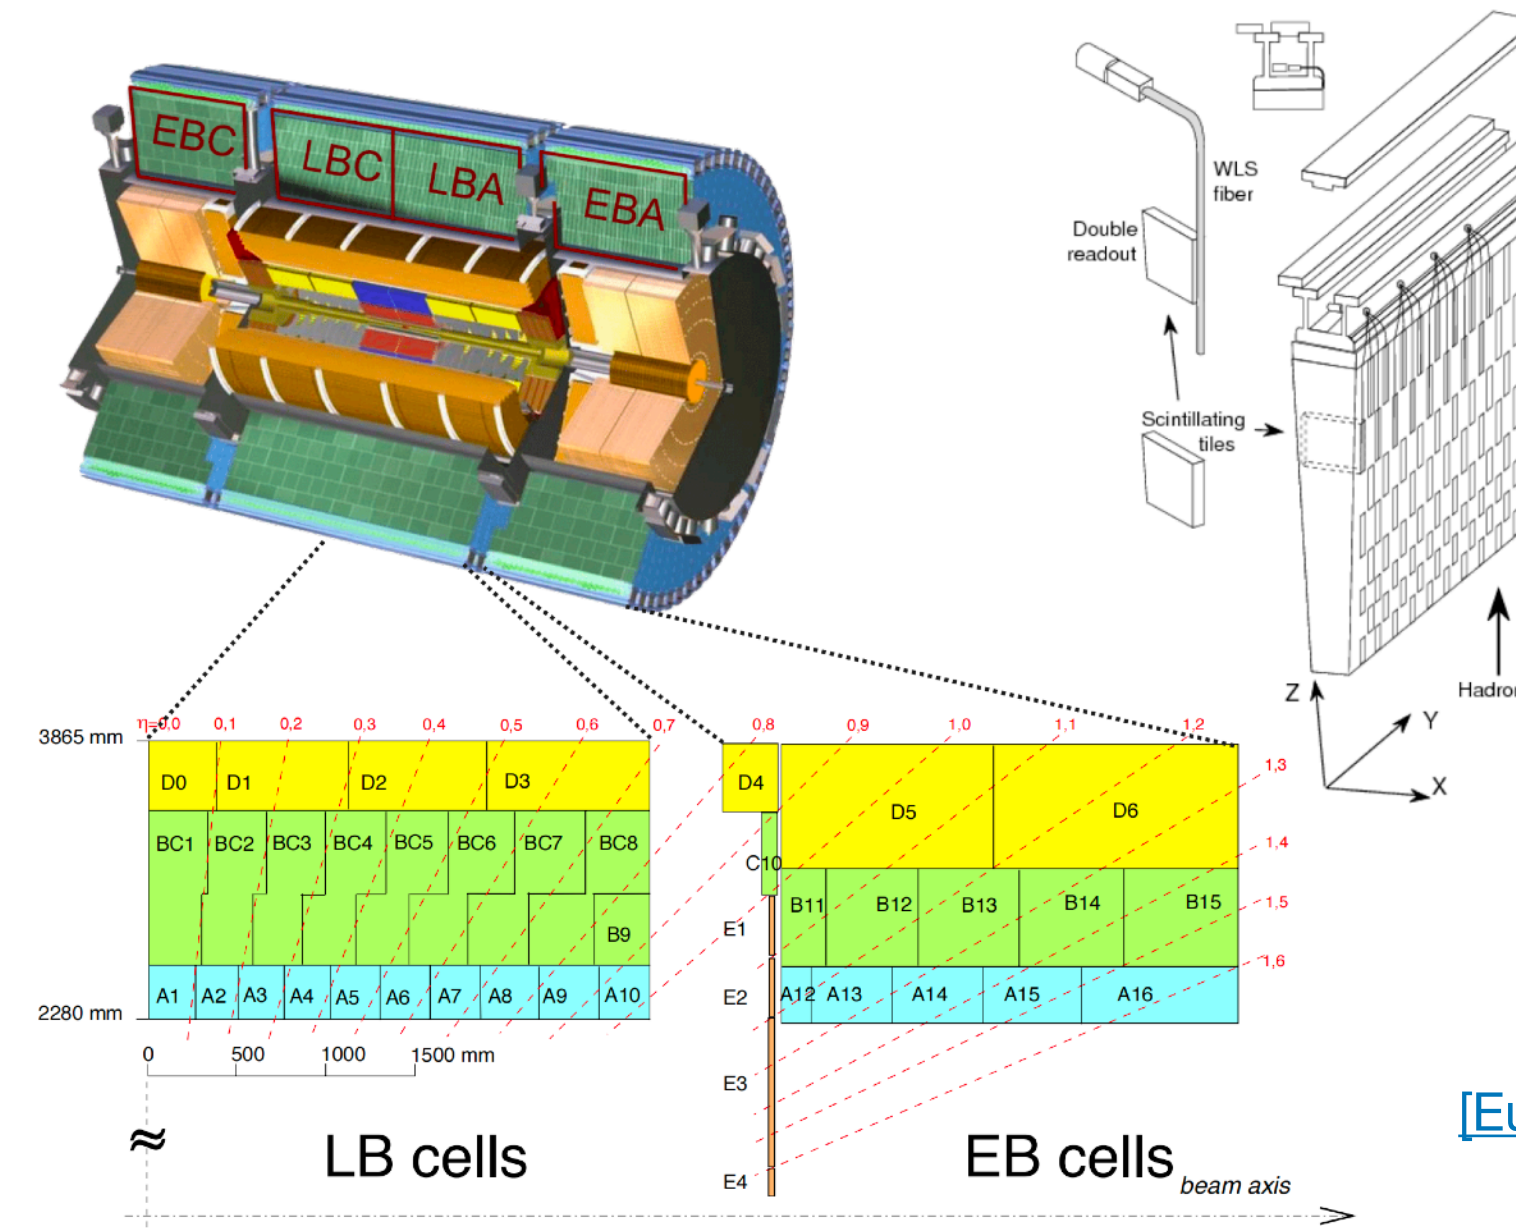 EBC
LBC
LBA
EBA
WLS
fiber
Double
readout
Scintillating
tiles
Z
Y
X
Hadron
η=0,0 0,1 0,2 0,3 0,4 0,5 0,6 0,7 0,8 0,9 1,0 1,1 1,2
1,3
1,4
1,5
1,6
3865 mm
D0 D1 D2 D3 D4 D5 D6
BC1 BC2 BC3 BC4 BC5 BC6 BC7 BC8 C10
B9 B11 B12 B13 B14 B15
E1
A1 A2 A3 A4 A5 A6 A7 A8 A9 A10 E2 A12 A13 A14 A15 A16
2280 mm
0 500 1000 1500 mm
E3
≈
LB cells
EB cells
E4
beam axis
[Eu